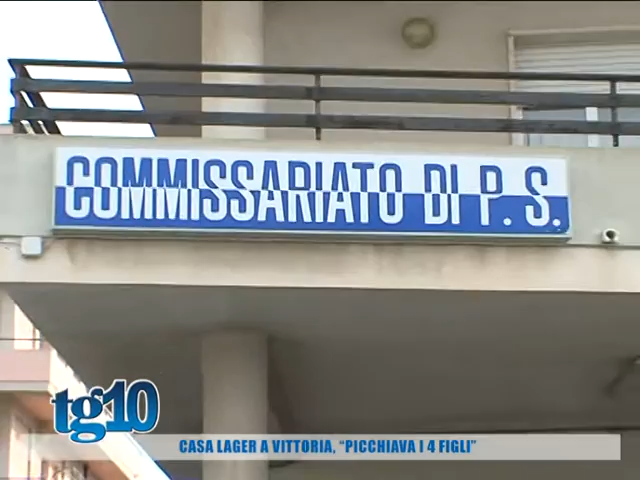 COMMISSARIATO DI P. S.
tg10
CASA LAGER A VITTORIA, “PICCHIAVA I 4 FIGLI”